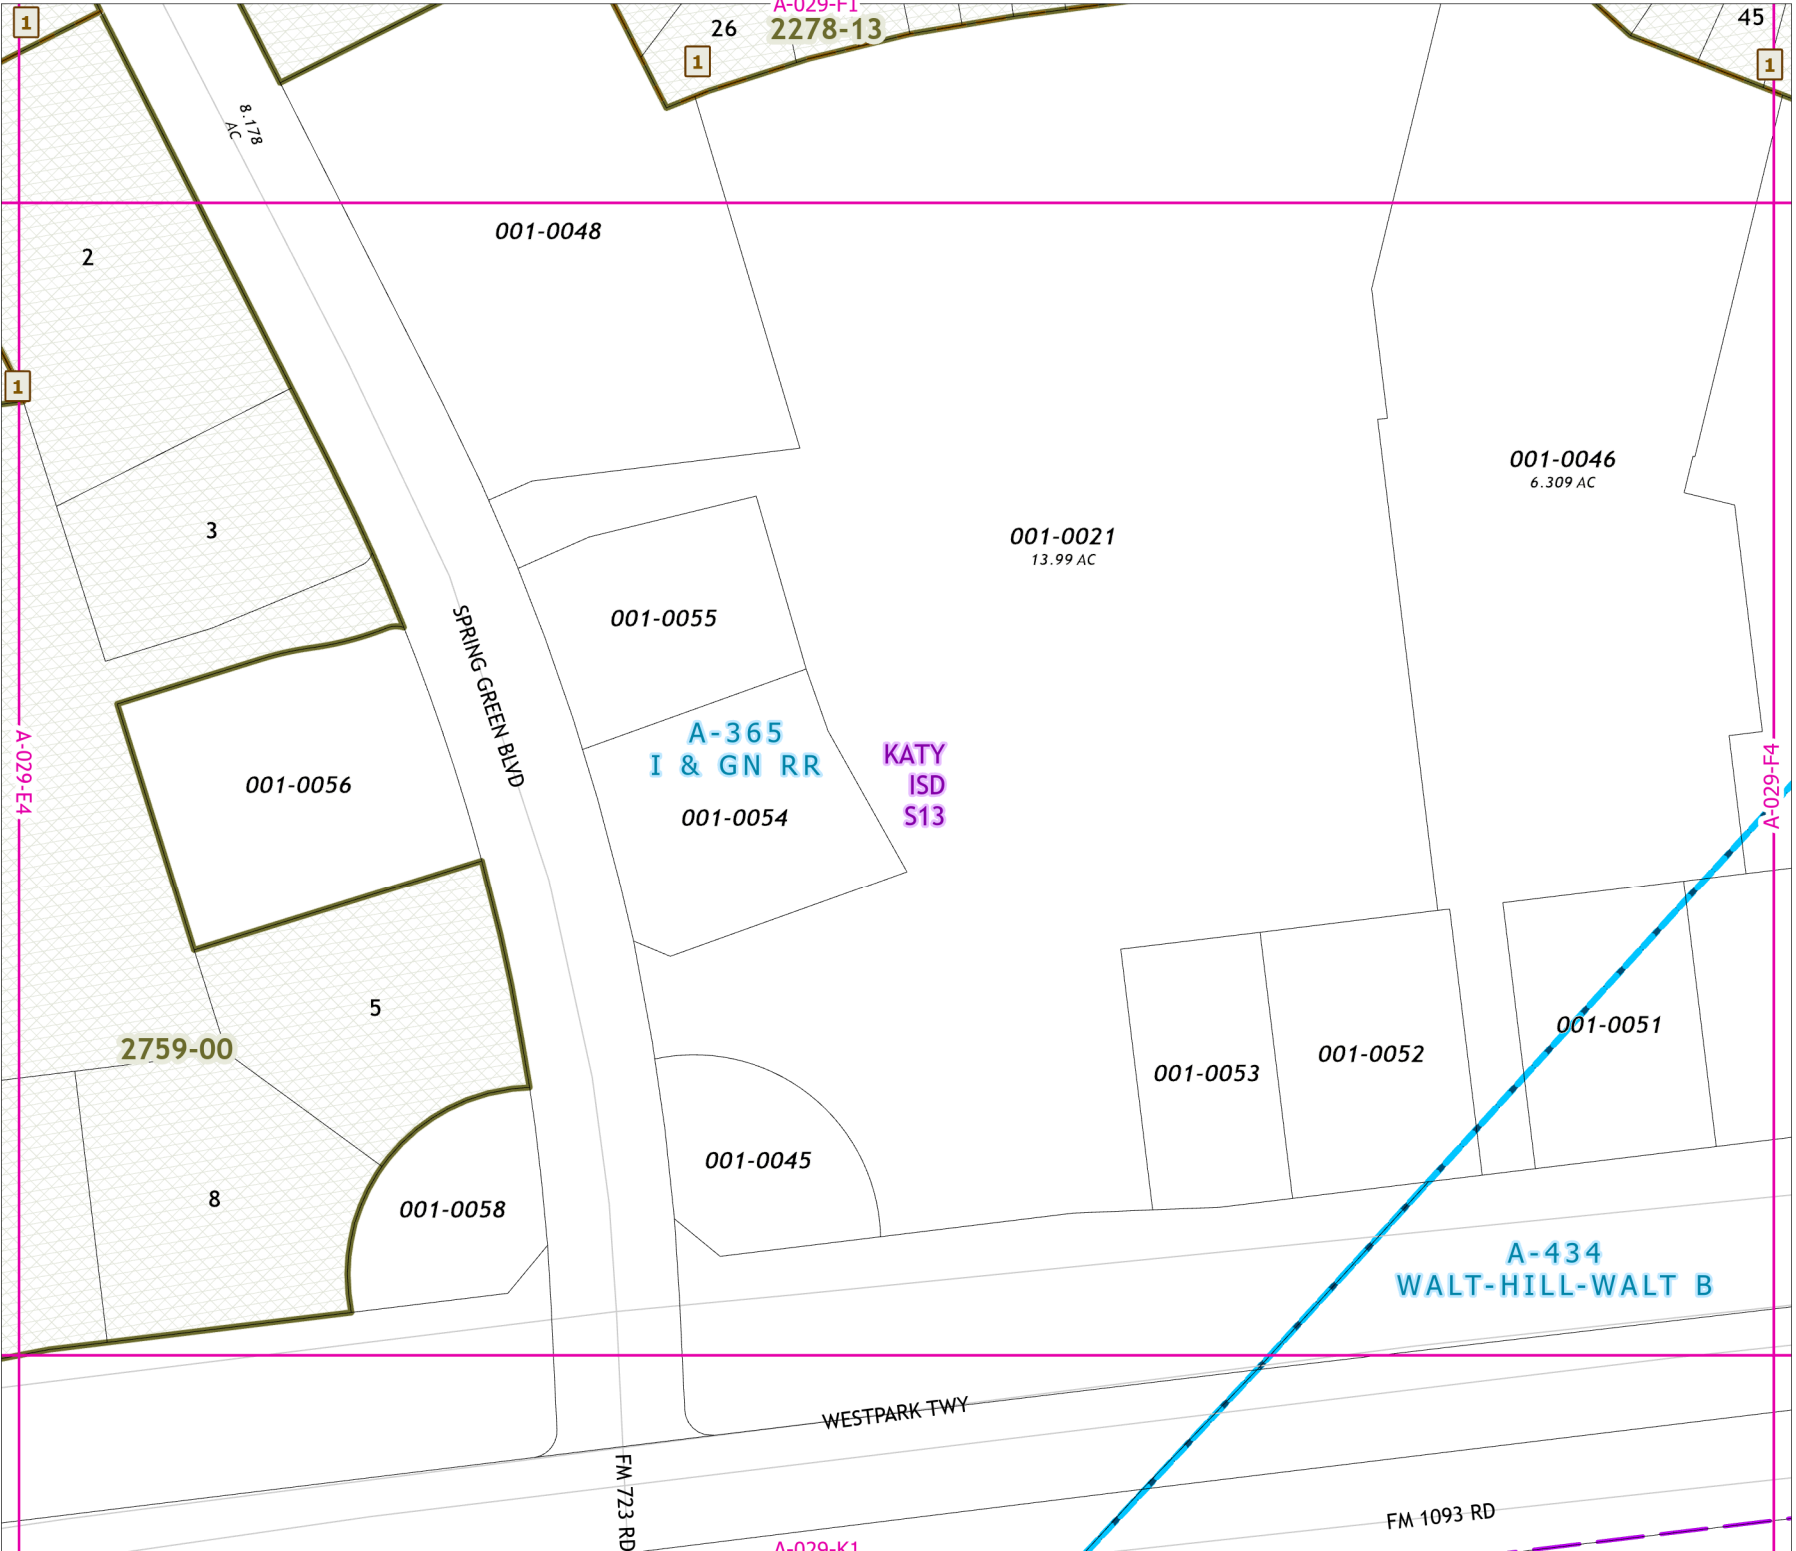 A-029-F1
1
26
2278-13
45
1
1
8.178
AC
001-0048
2
1
001-0046
6.309 AC
3
001-0021
13.99 AC
001-0055
SPRING GREEN BLVD
A-365
I & GN RR
KATY
ISD
S13
A-029-E4
A-029-F4
001-0056
001-0054
5
001-0051
2759-00
001-0052
001-0053
001-0045
8
001-0058
A-434
WALT-HILL-WALT B
WESTPARK TWY
FM 723 RD
FM 1093 RD
A-029-K1